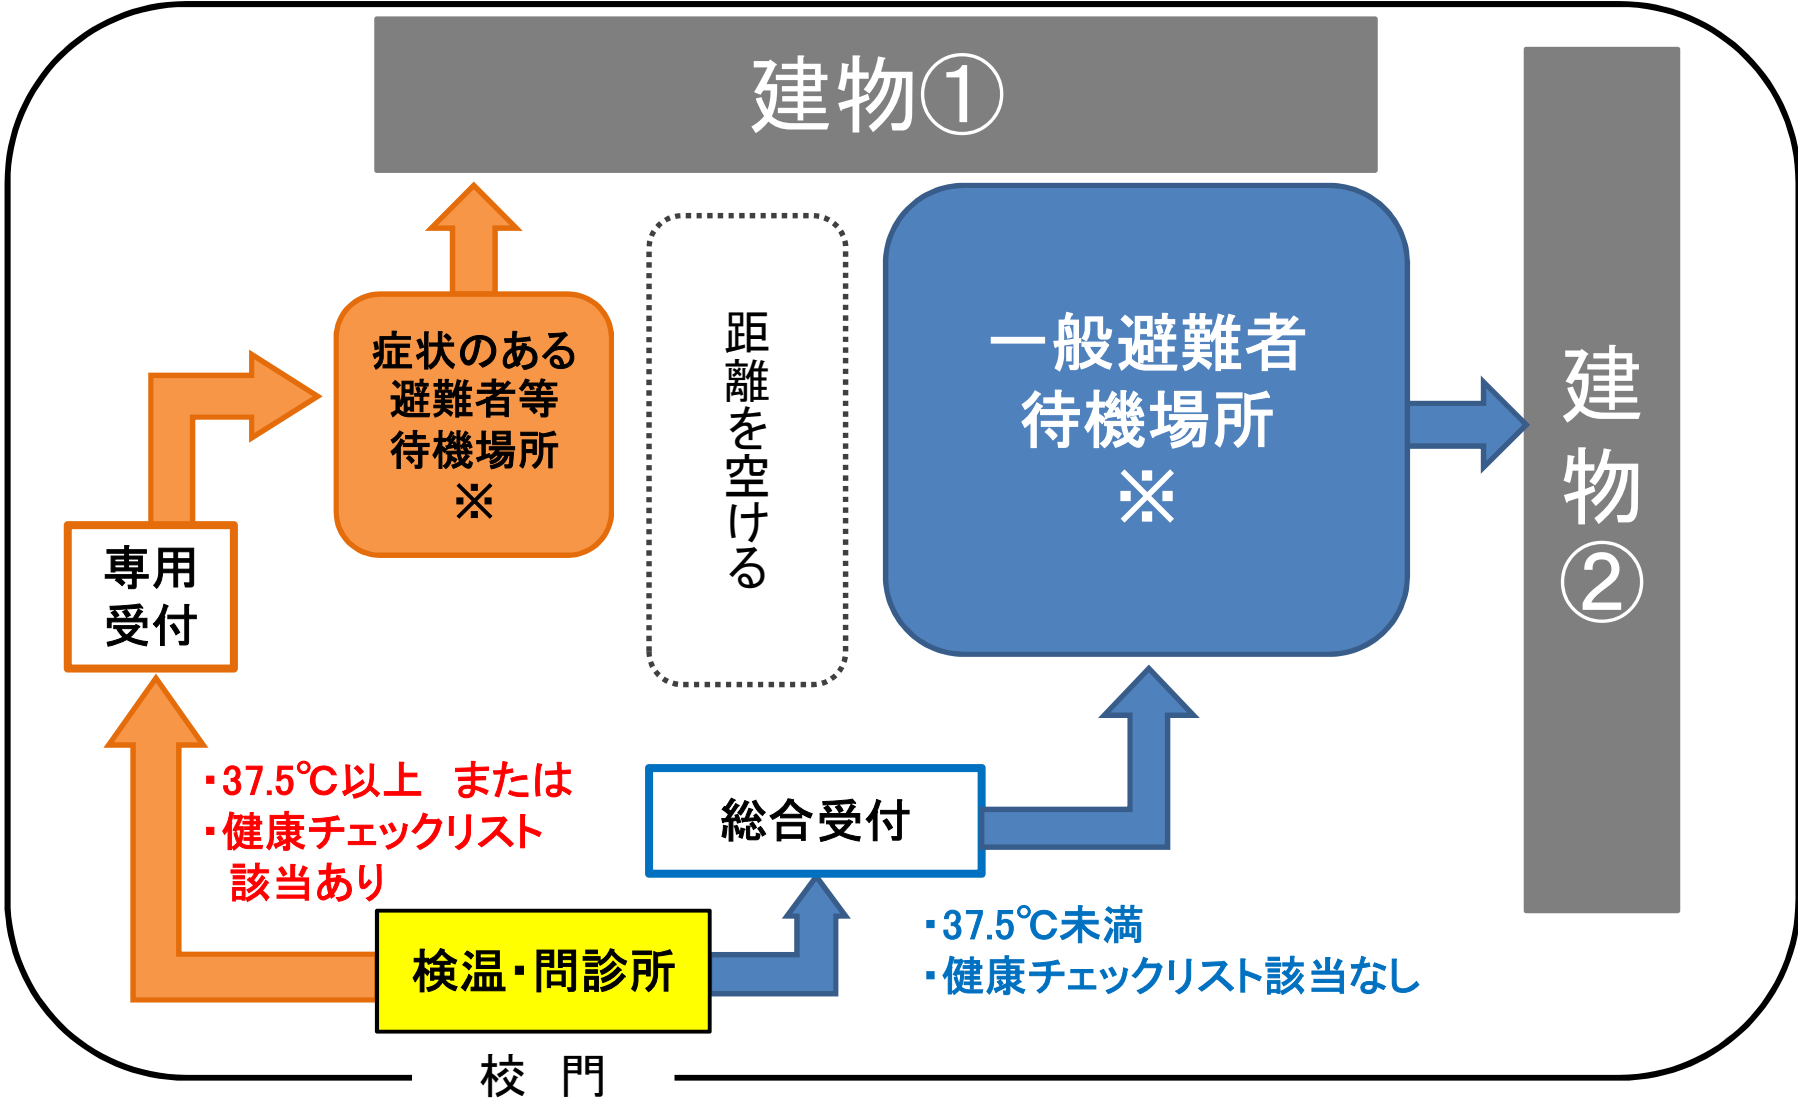 建物①
建物②
症状のある
避難者等
待機場所
※
距離を空ける
一般避難者
待機場所
※
専用
受付
・37.5℃以上　または
・健康チェックリスト
該当あり
総合受付
・37.5℃未満
・健康チェックリスト該当なし
検温・問診所
校　門